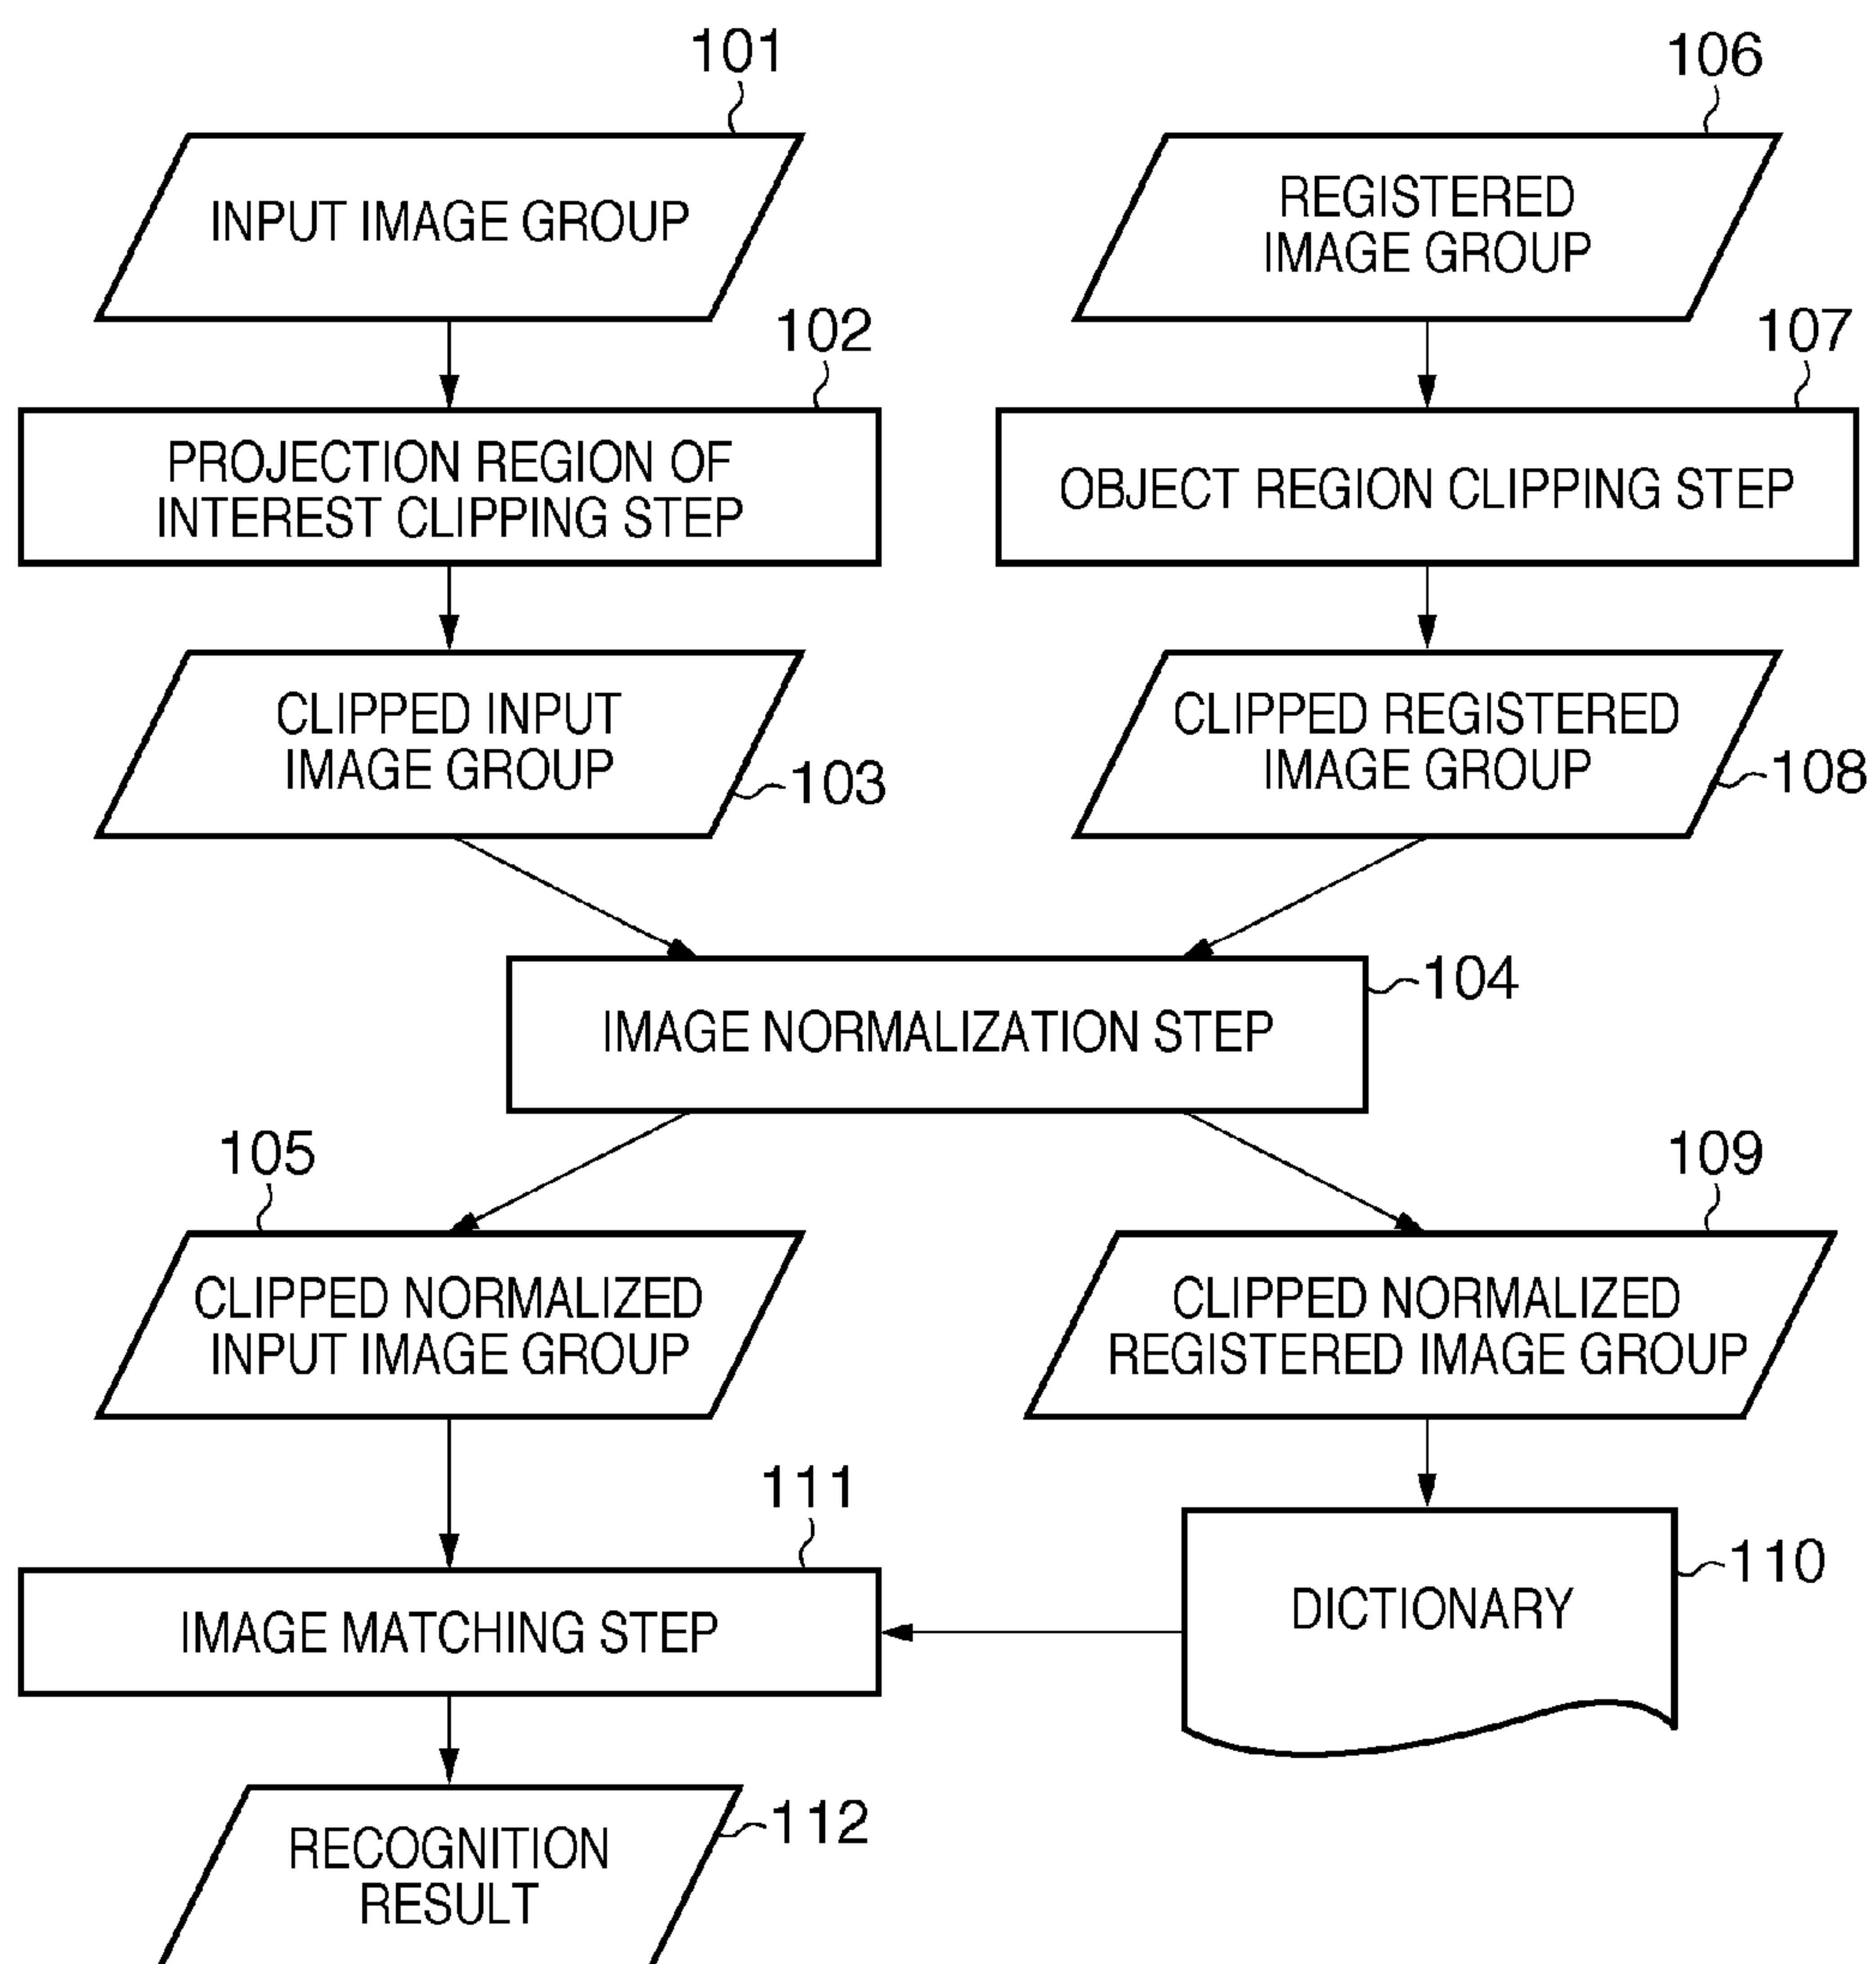 101
INPUT IMAGE GROUP
102
PROJECTION REGION OF
INTEREST CLIPPING STEP
CLIPPED INPUT
IMAGE GROUP
103
106
REGISTERED
IMAGE GROUP
107
OBJECT REGION CLIPPING STEP
CLIPPED REGISTERED
IMAGE GROUP
108
IMAGE NORMALIZATION STEP
104
105
CLIPPED NORMALIZED
INPUT IMAGE GROUP
109
CLIPPED NORMALIZED
REGISTERED IMAGE GROUP
111
IMAGE MATCHING STEP
DICTIONARY
110
RECOGNITION
RESULT
112